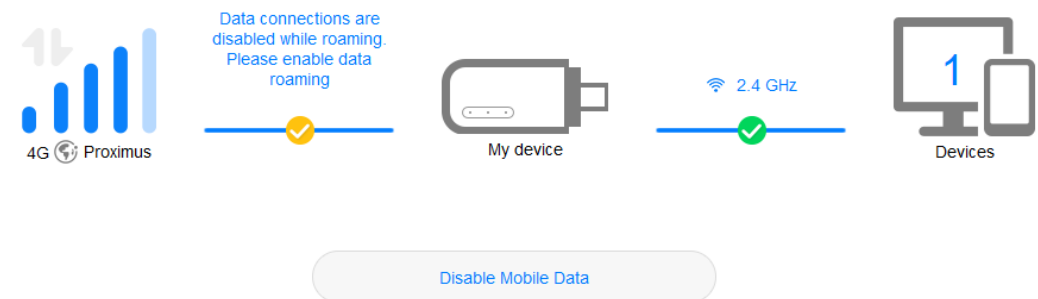 Data connections are
disabled while roaming.
Please enable data
roaming
1
2.4 GHz
4G Proximus
My device
Devices
Disable Mobile Data